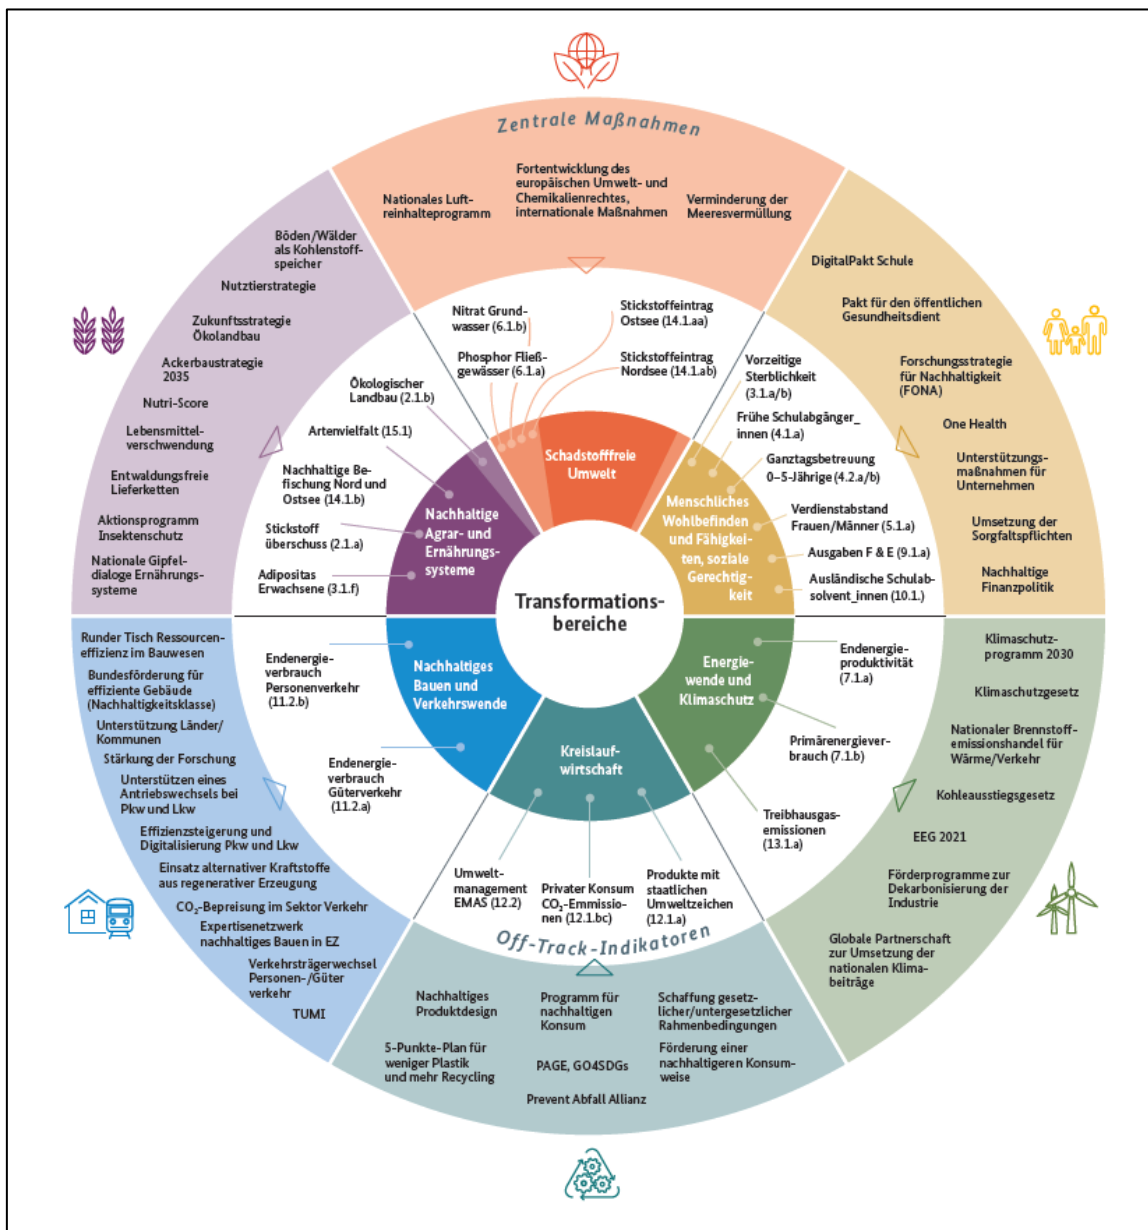 Zentrale Maßnahmen
Nationales Luft-
reinhalteprogramm
Fortentwicklung des
europäischen Umwelt- und
Chemikalienrechtes,
internationale Maßnahmen
Verminderung der
Meeresvermüllung
DigitalPakt Schule
Pakt für den öffentlichen
Gesundheitsdient
Forschungsstrategie
für Nachhaltigkeit
(FONA)
One Health
Unterstützungs-
maßnahmen für
Unternehmen
Umsetzung der
Sorgfaltspflichten
Nachhaltige
Finanzpolitik
Klimaschutz-
programm 2030
Klimaschutzgesetz
Nationaler Brennstoff-
emissionshandel für
Wärme/Verkehr
Kohleausstiegsgesetz
EEG 2021
Förderprogramme zur
Dekarbonisierung der
Industrie
Globale Partnerschaft
zur Umsetzung der
nationalen Klima-
beiträge
Schaffung gesetz-
licher/untergesetzlicher
Rahmenbedingungen
Förderung einer
nachhaltigeren Konsum-
weise
Programm für
nachhaltigen
Konsum
PAGE, GO4SDGs
Prevent Abfall Allianz
Nachhaltiges
Produktdesign
5-Punkte-Plan für
weniger Plastik
und mehr Recycling
Runder Tisch Ressourcen-
effizienz im Bauwesen
Bundesförderung für
effiziente Gebäude
(Nachhaltigkeitsklasse)
Unterstützung Länder/
Kommunen
Stärkung der Forschung
Unterstützen eines
Antriebswechsels bei
Pkw und Lkw
Effizienzsteigerung und
Digitalisierung Pkw und Lkw
Einsatz alternativer Kraftstoffe
aus regenerativer Erzeugung
CO₂-Bepreisung im Sektor Verkehr
Expertisenetzwerk
nachhaltiges Bauen in EZ
Verkehrsträgerwechsel
Personen-/Güter
verkehr
TUMI
Böden/Wälder
als Kohlenstoff-
speicher
Nutztierstrategie
Zukunftsstrategie
Ökolandbau
Ackerbaustrategie
2035
Nutri-Score
Lebensmittel-
verschwendung
Entwaldungsfreie
Lieferketten
Aktionsprogramm
Insektenschutz
Nationale Gipfel-
dialoge Ernährungs-
systeme
Nitrat Grund-
wasser (6.1.b)
Phosphor Fließ-
gewässer (6.1.a)
Stickstoffeintrag
Ostsee (14.1.aa)
Stickstoffeintrag
Nordsee (14.1.ab)
Vorzeitige
Sterblichkeit
(3.1.a/b)
Frühe Schulabgänger_
innen (4.1.a)
Ganztagsbetreuung
0–5-Jährige (4.2.a/b)
Verdienstabstand
Frauen/Männer (5.1.a)
Ausgaben F & E (9.1.a)
Ausländische Schulab-
solvent_innen (10.1.)
Endenergie-
produktivität
(7.1.a)
Primärenergiever-
brauch (7.1.b)
Treibhausgas-
emissionen
(13.1.a)
Produkte mit
staatlichen
Umweltzeichen
(12.1.a)
Privater Konsum
CO₂-Emmissio-
nen (12.1.bc)
Umwelt-
management
EMAS (12.2)
Off-Track-Indikatoren
Endenergie-
verbrauch
Güterverkehr
(11.2.a)
Endenergie-
verbrauch
Personenverkehr
(11.2.b)
Ökologischer
Landbau (2.1.b)
Artenvielfalt (15.1)
Nachhaltige Be-
fischung Nord und
Ostsee (14.1.b)
Stickstoff
überschuss (2.1.a)
Adipositas
Erwachsene (3.1.f)
Schadstofffreie
Umwelt
Menschliches
Wohlbefinden
und Fähigkei-
ten, soziale
Gerechtig-
keit
Energie-
wende und
Klimaschutz
Kreislauf-
wirtschaft
Nachhaltiges
Bauen und
Verkehrswende
Nachhaltige
Agrar- und
Ernährungs-
systeme
Transformations-
bereiche